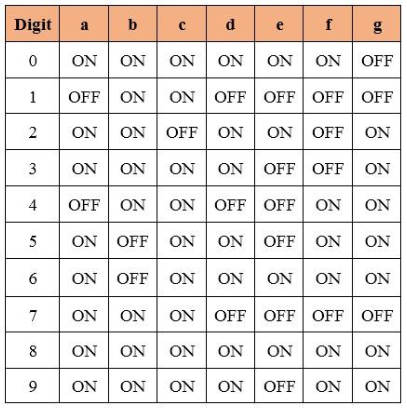 Digit a b c d e f g
0 ON ON ON ON ON ON OFF
1 OFF ON ON OFF OFF OFF OFF
2 ON ON OFF ON ON OFF ON
3 ON ON ON ON OFF OFF ON
4 OFF ON ON OFF OFF ON ON
5 ON OFF ON ON OFF ON ON
6 ON OFF ON ON ON ON ON
7 ON ON ON OFF OFF OFF OFF
8 ON ON ON ON ON ON ON
9 ON ON ON ON OFF ON ON